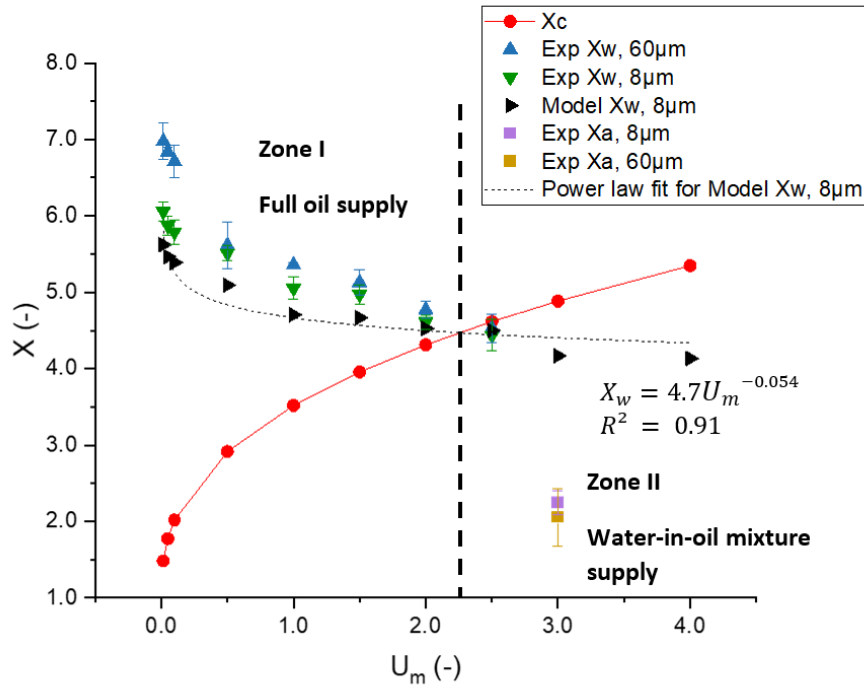 Xc
Exp Xw, 60µm
Exp Xw, 8µm
Model Xw, 8µm
Exp Xa, 8µm
Exp Xa, 60µm
Power law fit for Model Xw, 8µm
8.0
7.0
6.0
5.0
4.0
3.0
2.0
1.0
X (-)
Zone I
Full oil supply
X_w = 4.7U_m^{-0.054}
R² = 0.91
Zone II
Water-in-oil mixture
supply
0.0 1.0 2.0 3.0 4.0
U_m (-)